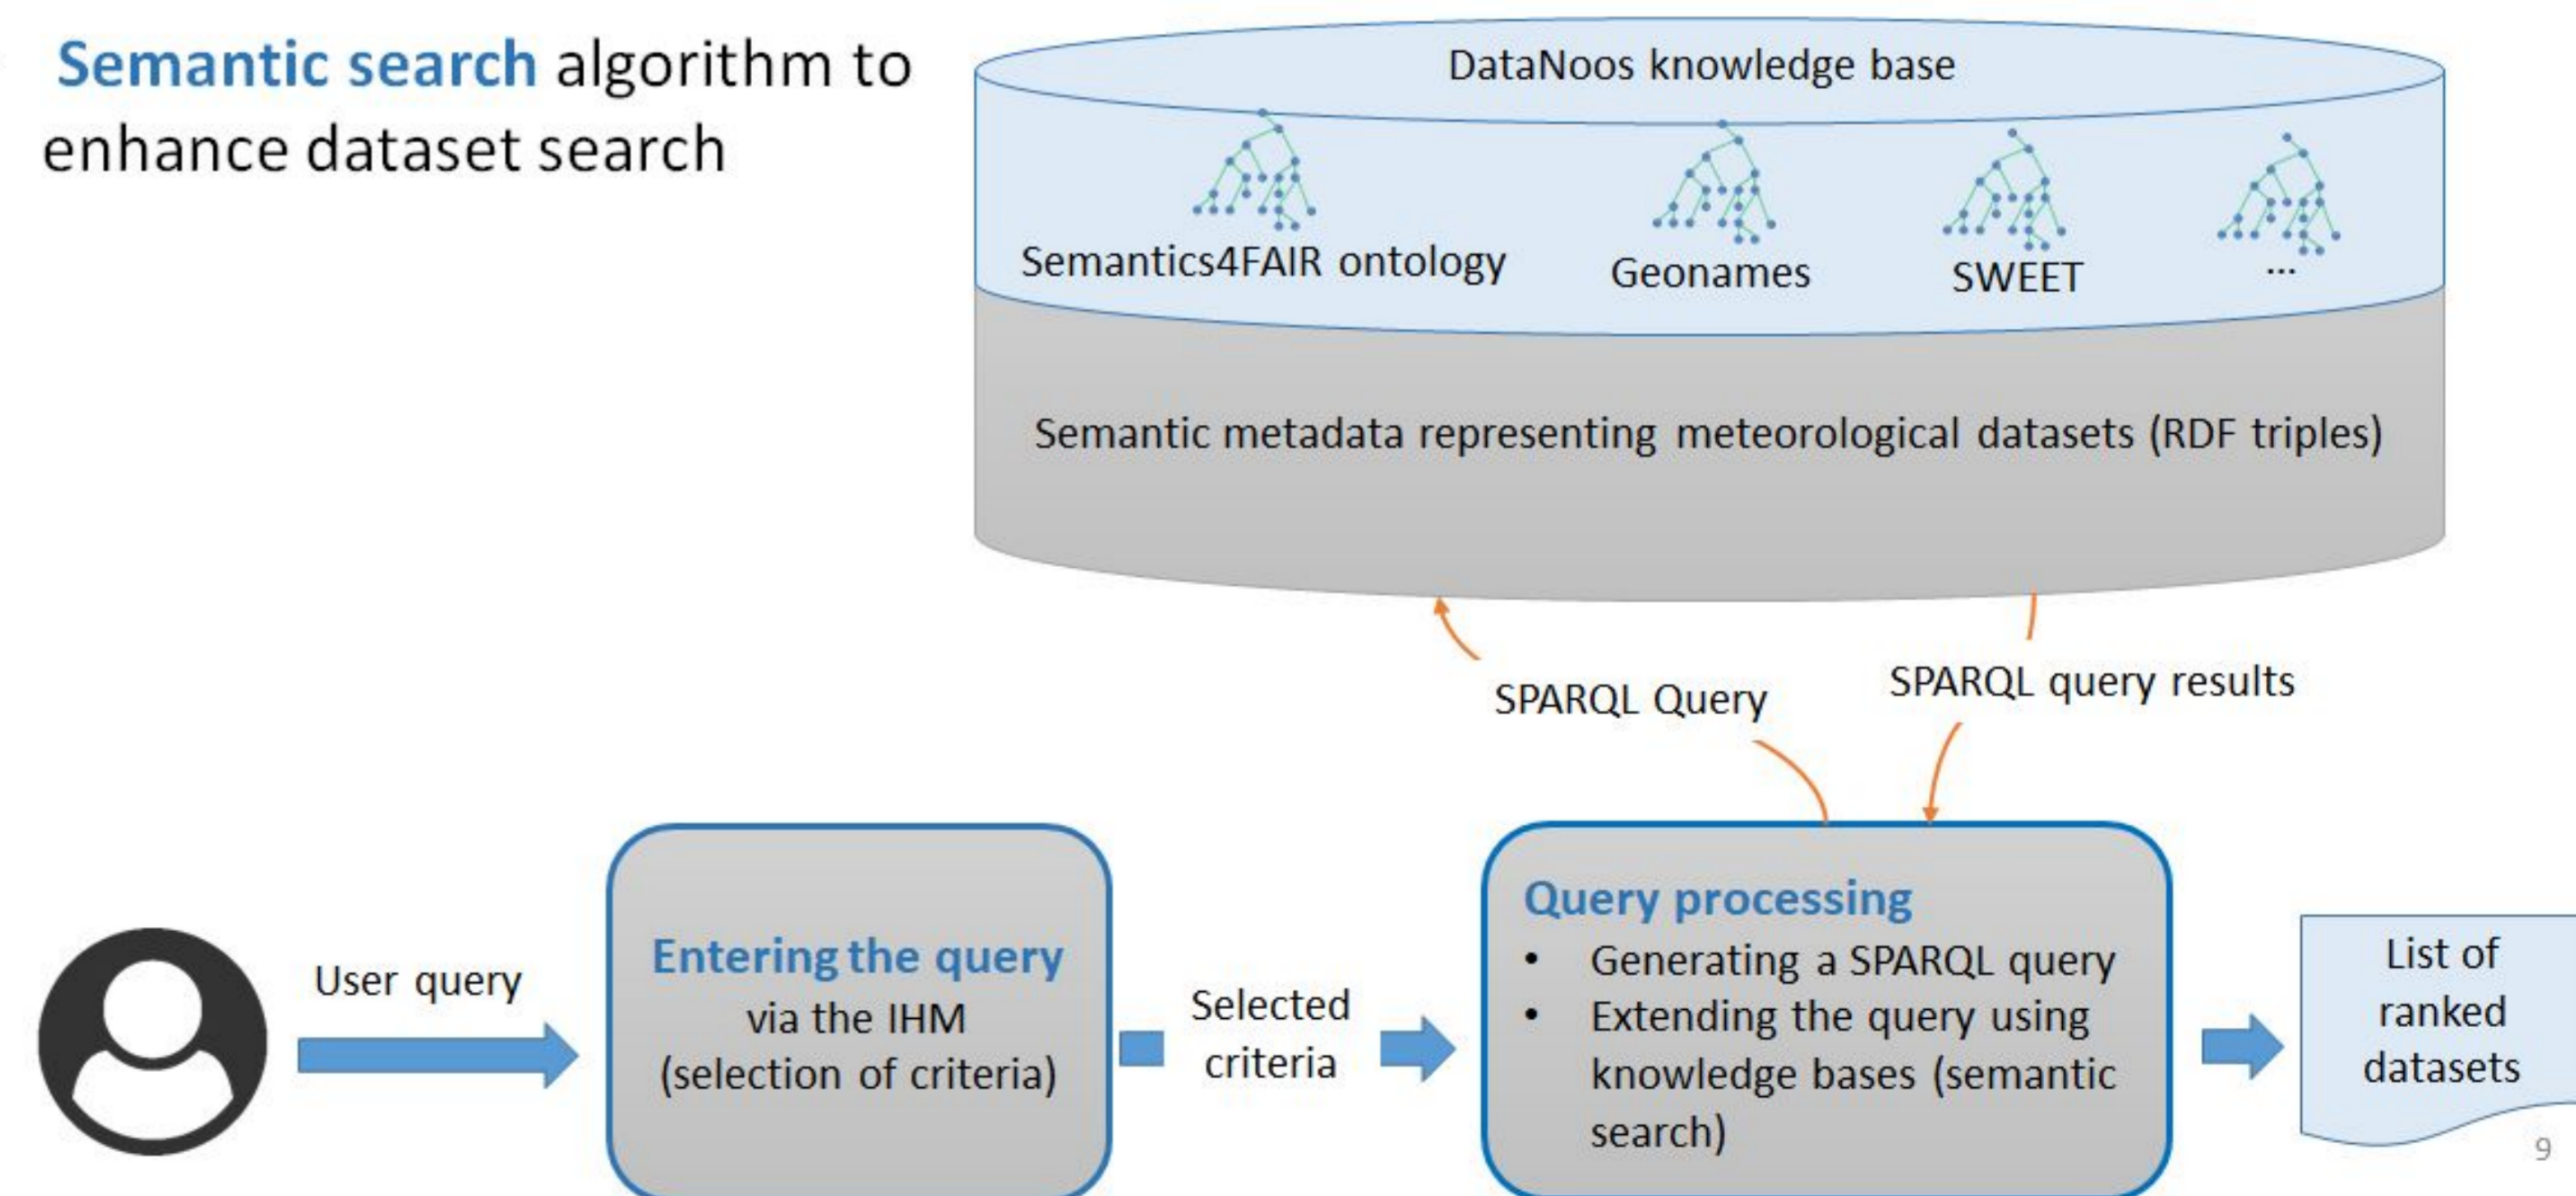 Semantic search algorithm to
enhance dataset search
DataNoos knowledge base
Semantics4FAIR ontology
Geonames
SWEET
...
Semantic metadata representing meteorological datasets (RDF triples)
SPARQL Query
SPARQL query results
User query
Entering the query
via the IHM
(selection of criteria)
Selected
criteria
Query processing
• Generating a SPARQL query
• Extending the query using
knowledge bases (semantic
search)
List of
ranked
datasets
9